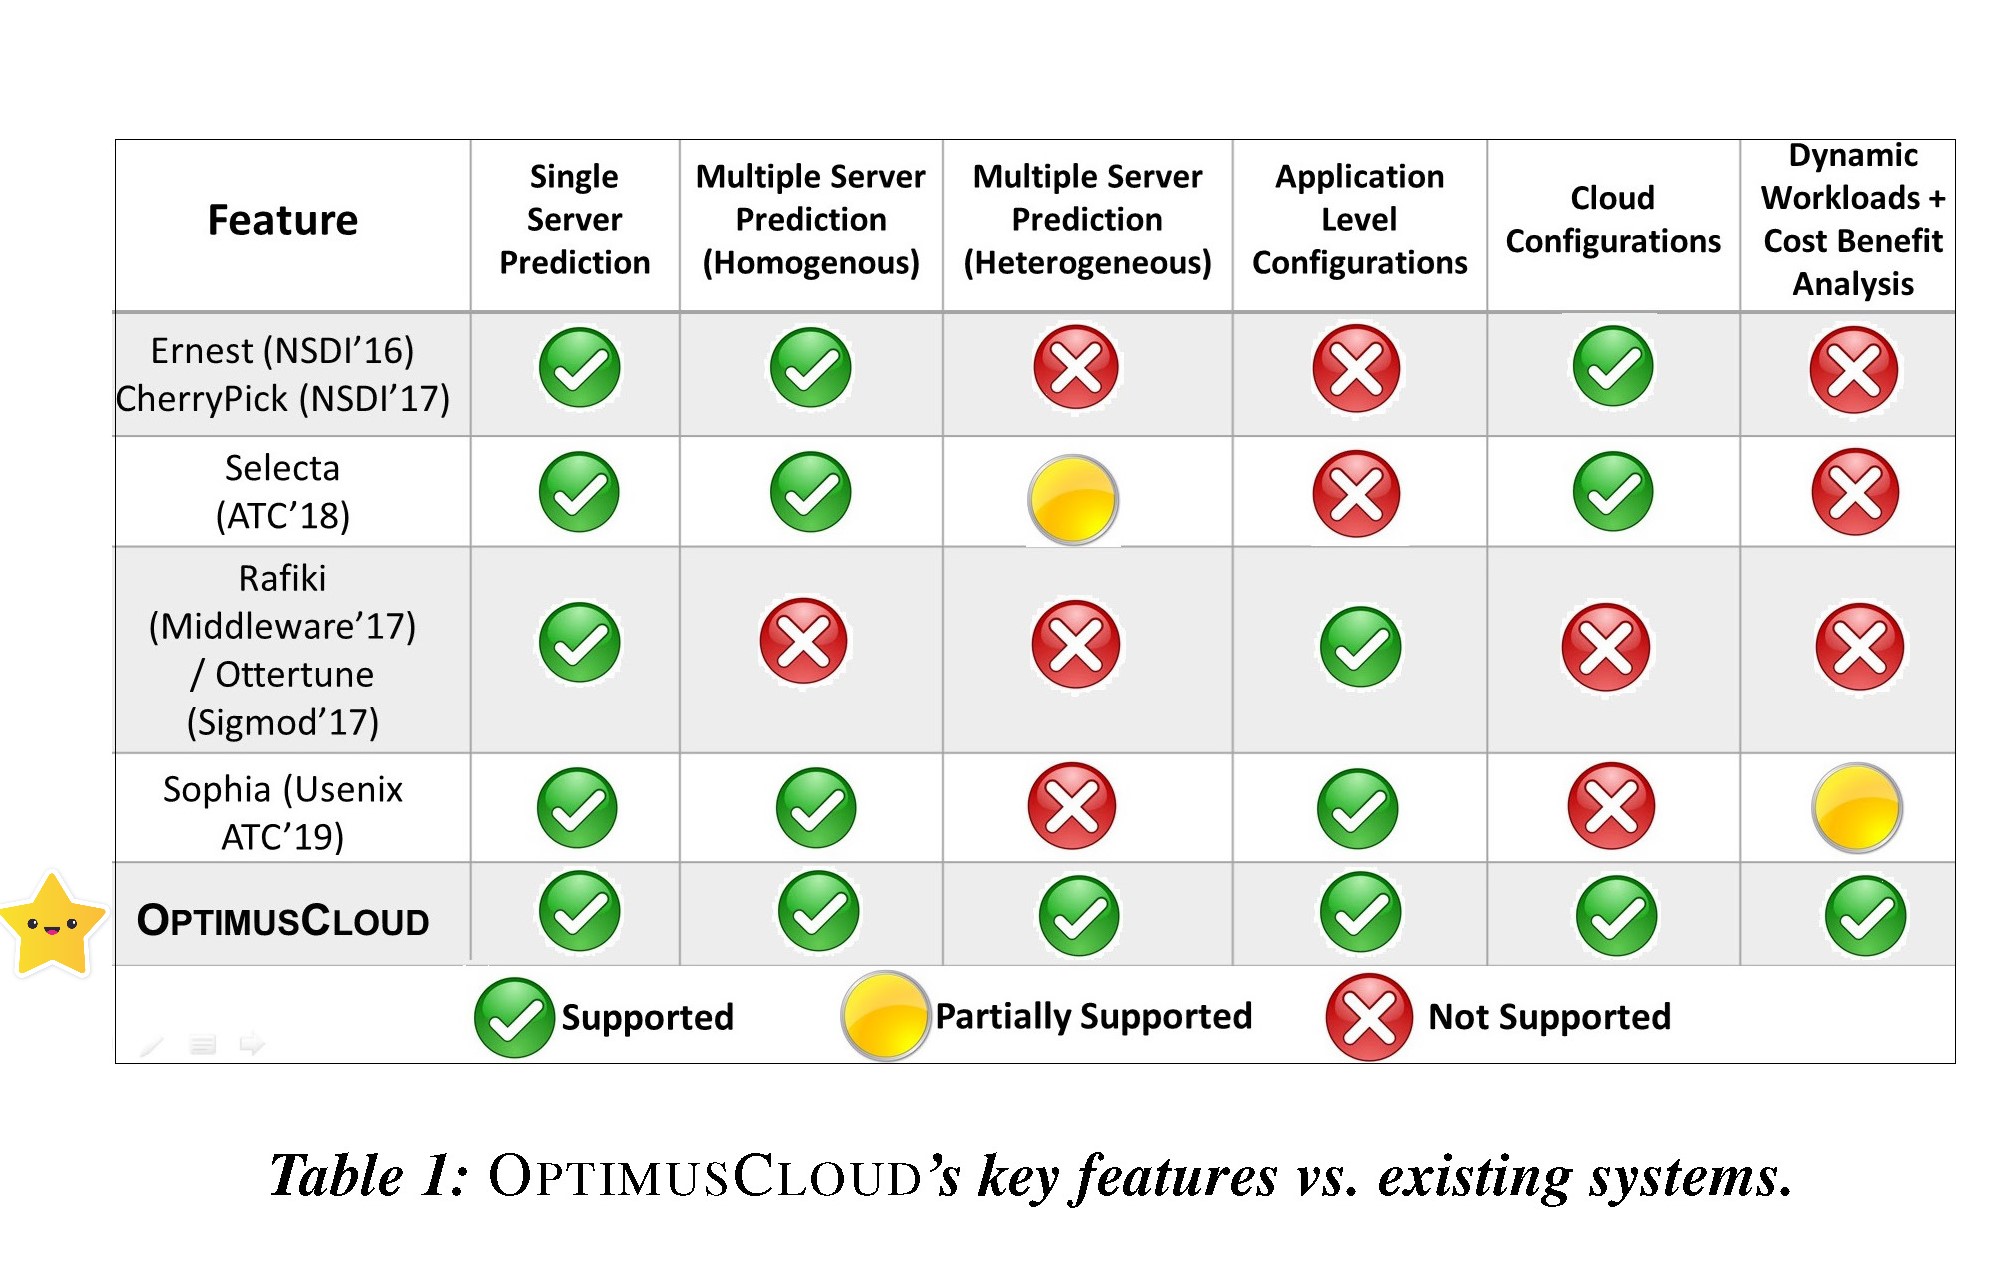 Feature
Single
Server
Prediction
Multiple Server
Prediction
(Homogenous)
Multiple Server
Prediction
(Heterogeneous)
Application
Level
Configurations
Cloud
Configurations
Dynamic
Workloads +
Cost Benefit
Analysis
Ernest (NSDI’16)
CherryPick (NSDI’17)
Selecta
(ATC’18)
Rafiki
(Middleware’17)
/ Ottertune
(Sigmod’17)
Sophia (Usenix
ATC’19)
OPTIMUSCLOUD
Supported
Partially Supported
Not Supported
Table 1: OPTIMUSCLOUD’s key features vs. existing systems.